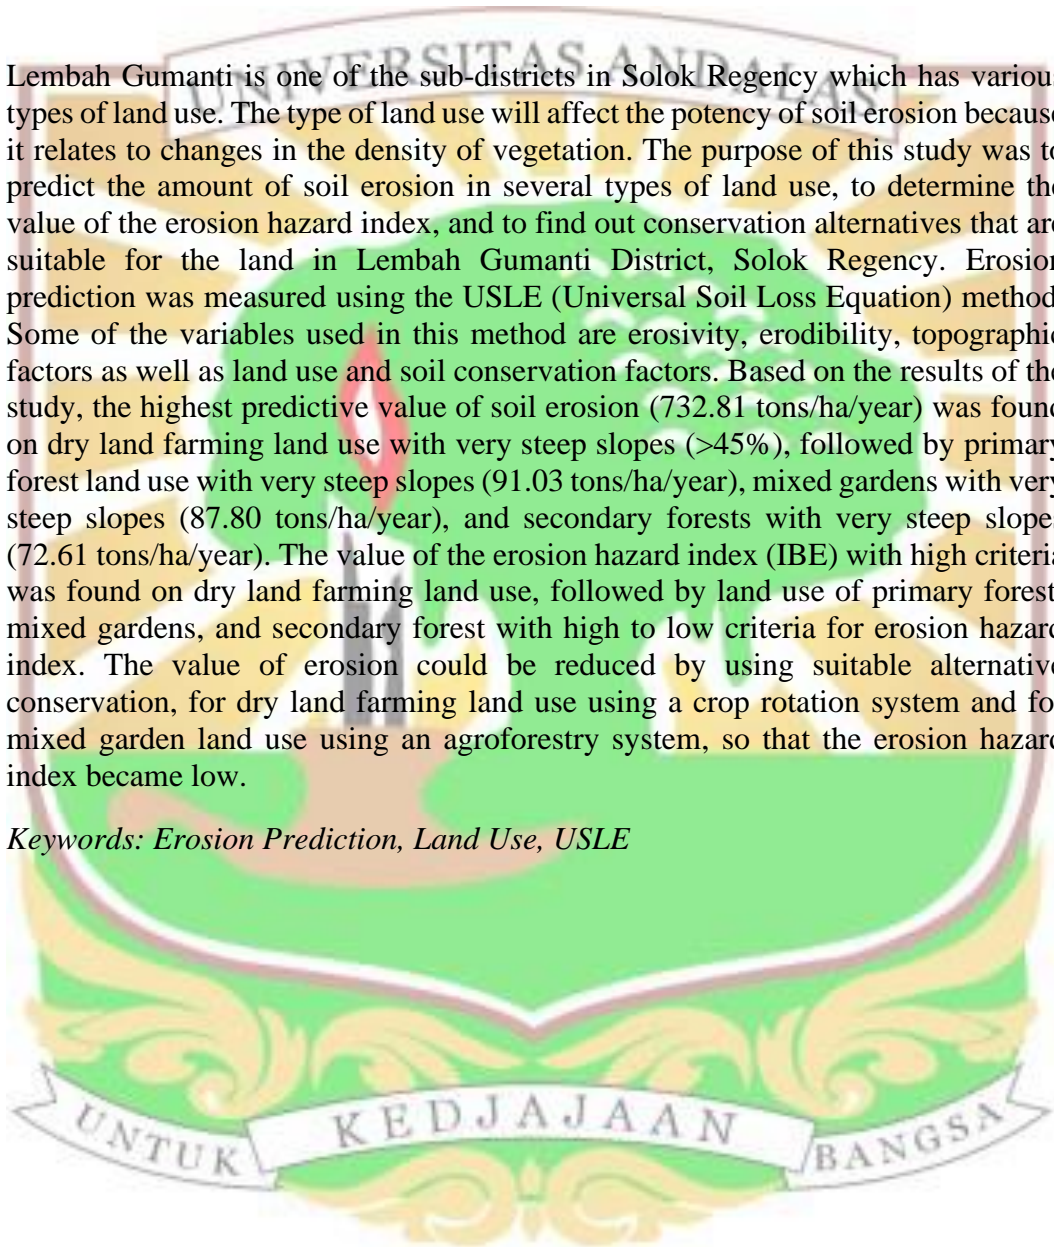 UNIVERSITAS ANDALAS
Lembah Gumanti is one of the sub-districts in Solok Regency which has various
types of land use. The type of land use will affect the potency of soil erosion because
it relates to changes in the density of vegetation. The purpose of this study was to
predict the amount of soil erosion in several types of land use, to determine the
value of the erosion hazard index, and to find out conservation alternatives that are
suitable for the land in Lembah Gumanti District, Solok Regency. Erosion
prediction was measured using the USLE (Universal Soil Loss Equation) method
Some of the variables used in this method are erosivity, erodibility, topographic
factors as well as land use and soil conservation factors. Based on the results of the
study, the highest predictive value of soil erosion (732.81 tons/ha/year) was found
on dry land farming land use with very steep slopes (>45%), followed by primary
forest land use with very steep slopes (91.03 tons/ha/year), mixed gardens with very
steep slopes (87.80 tons/ha/year), and secondary forests with very steep slopes
(72.61 tons/ha/year). The value of the erosion hazard index (IBE) with high criteria
was found on dry land farming land use, followed by land use of primary forest
mixed gardens, and secondary forest with high to low criteria for erosion hazard
index. The value of erosion could be reduced by using suitable alternative
conservation, for dry land farming land use using a crop rotation system and fo
mixed garden land use using an agroforestry system, so that the erosion hazard
index became low.
Keywords: Erosion Prediction, Land Use, USLE
UNTUK KEDJAJAAN BANGSA